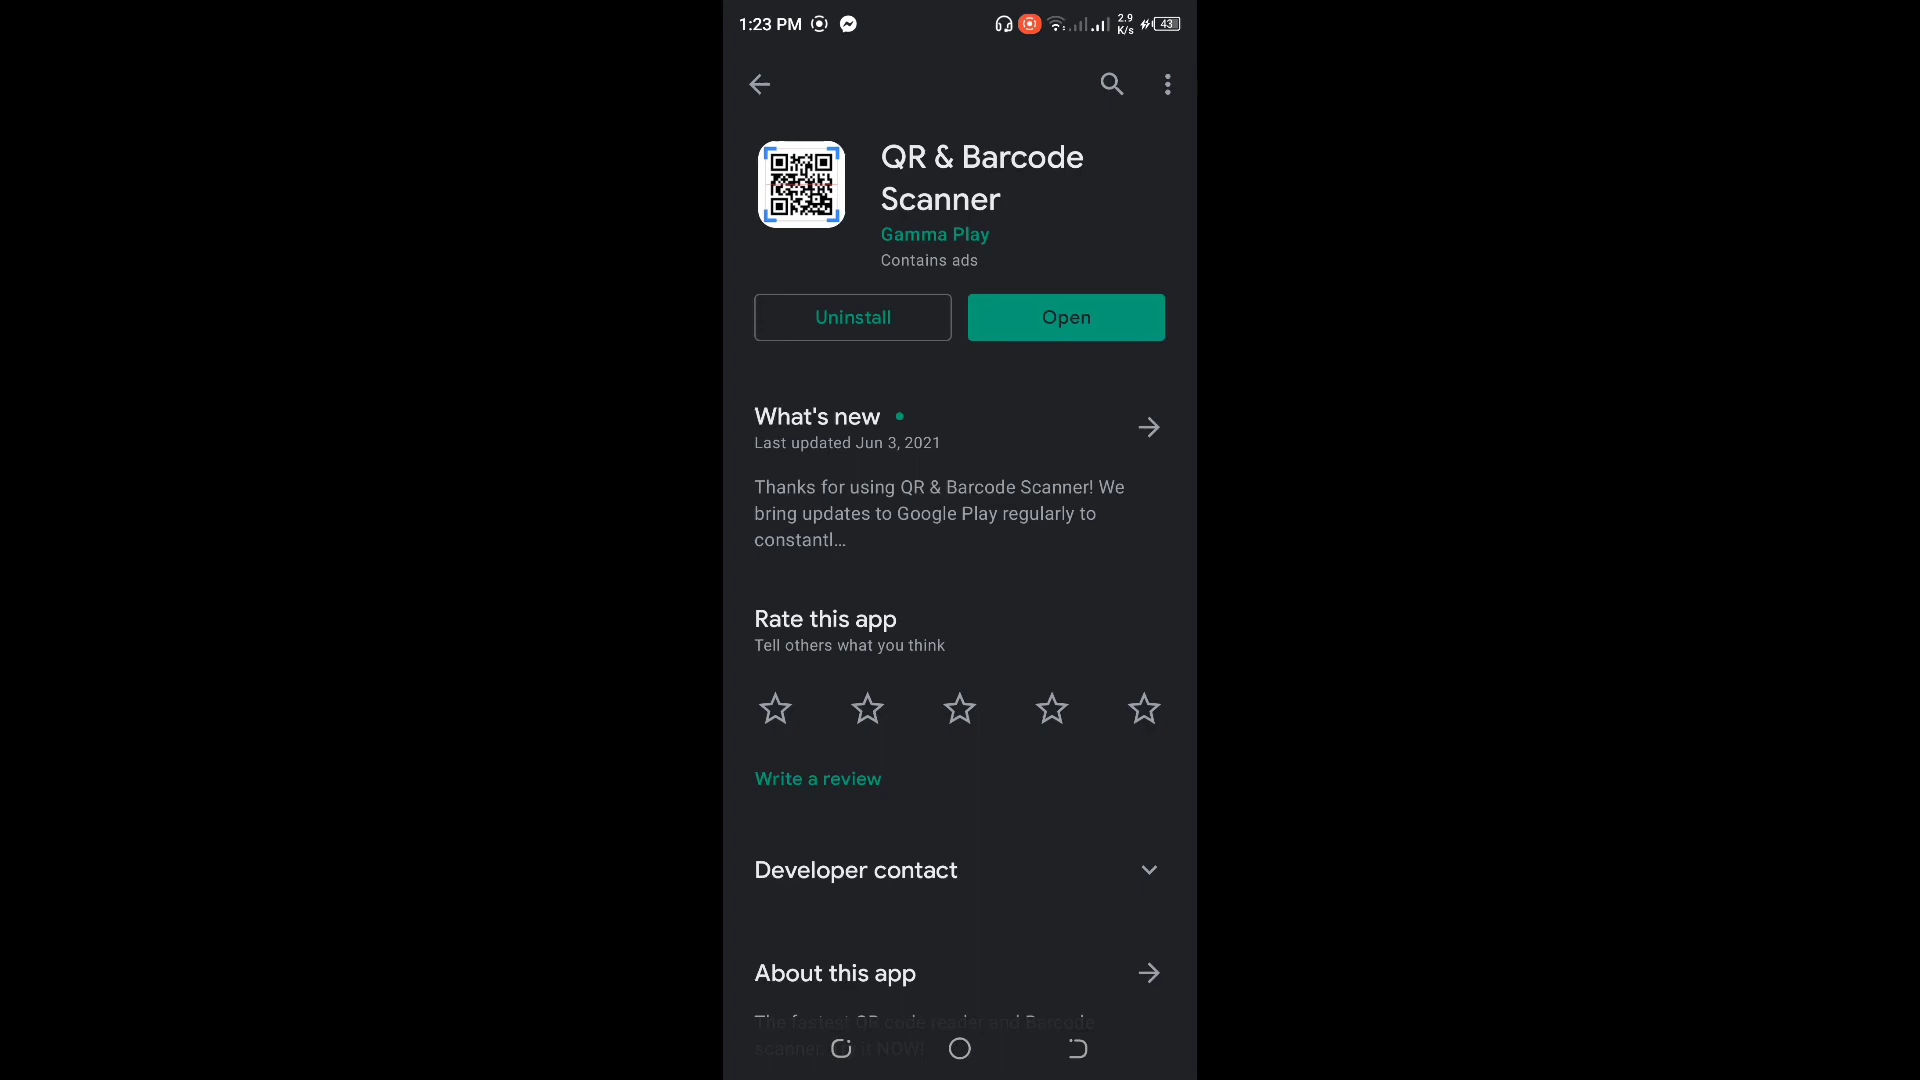 1:23 PM
2.9
K/s
43
QR & Barcode
Scanner
Gamma Play
Contains ads
Uninstall
Open
What's new
Last updated Jun 3, 2021
Thanks for using QR & Barcode Scanner! We
bring updates to Google Play regularly to
constantl...
Rate this app
Tell others what you think
Write a review
Developer contact
About this app
The fastest QR code reader and Barcode
scanner. it NOW!